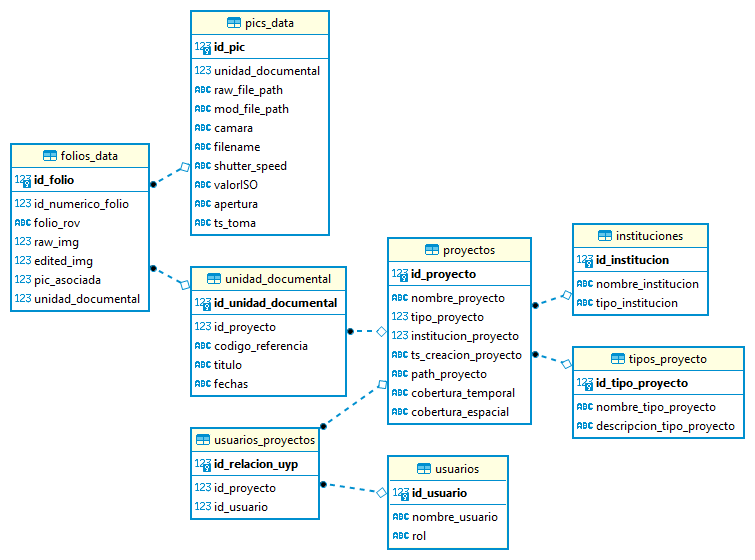 pics_data
123 id_pic
123 unidad_documental
ABC raw_file_path
ABC mod_file_path
ABC camara
ABC filename
ABC shutter_speed
ABC valorISO
ABC apertura
ABC ts_toma
folios_data
123 id_folio
123 id_numerico_folio
ABC folio_rov
123 raw_img
123 edited_img
123 pic_asociada
123 unidad_documental
unidad_documental
123 id_unidad_documental
123 id_proyecto
ABC codigo_referencia
ABC titulo
ABC fechas
proyectos
123 id_proyecto
ABC nombre_proyecto
123 tipo_proyecto
123 institucion_proyecto
ABC ts_creacion_proyecto
ABC path_proyecto
ABC cobertura_temporal
ABC cobertura_espacial
instituciones
123 id_institucion
ABC nombre_institucion
ABC tipo_institucion
tipos_proyecto
123 id_tipo_proyecto
ABC nombre_tipo_proyecto
ABC descripcion_tipo_proyecto
usuarios_proyectos
123 id_relacion_uyp
123 id_proyecto
123 id_usuario
usuarios
123 id_usuario
ABC nombre_usuario
ABC rol